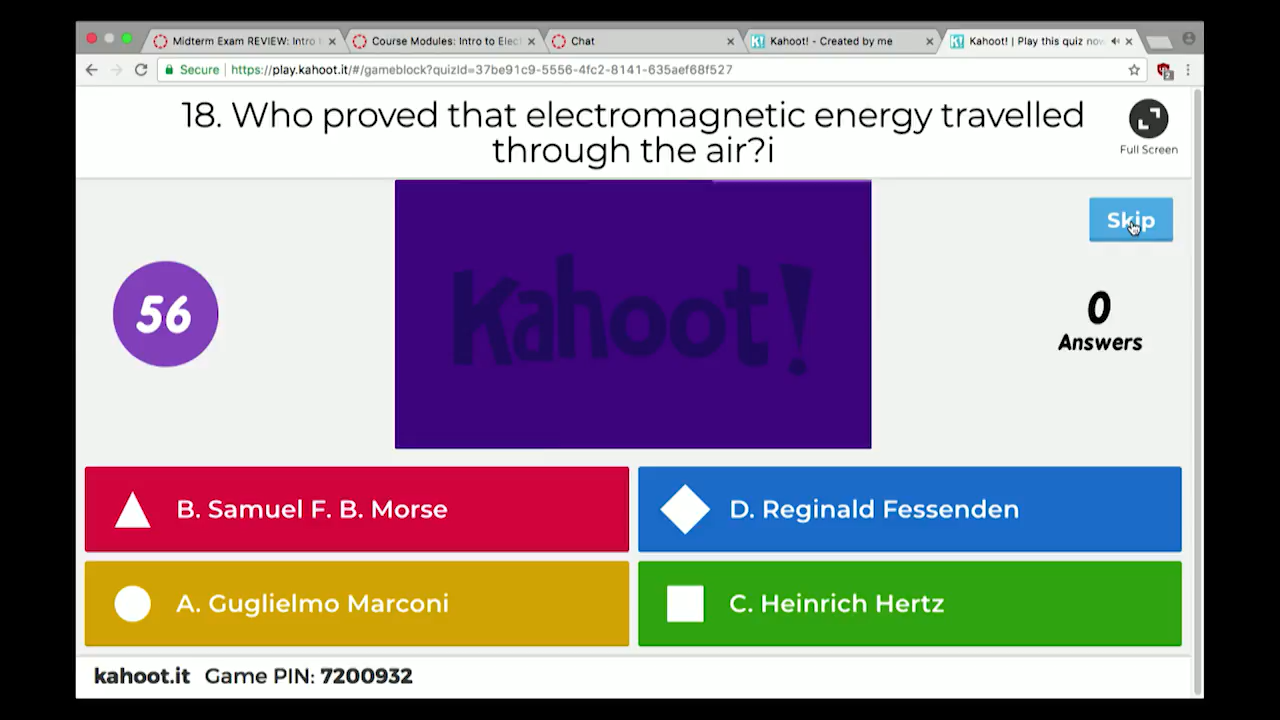 Midterm Exam REVIEW: Intro
Course Modules: Intro to Elect
Chat
Kahoot! - Created by me
Kahoot! | Play this quiz now
Secure
https://play.kahoot.it/#/gameblock?quizId=37be91c9-5556-4fc2-8141-635aef68f527
2
18. Who proved that electromagnetic energy travelled
through the air?i
Full Screen
Skip
56
Kahoot!
0
Answers
B. Samuel F. B. Morse
D. Reginald Fessenden
A. Guglielmo Marconi
C. Heinrich Hertz
kahoot.it Game PIN: 7200932